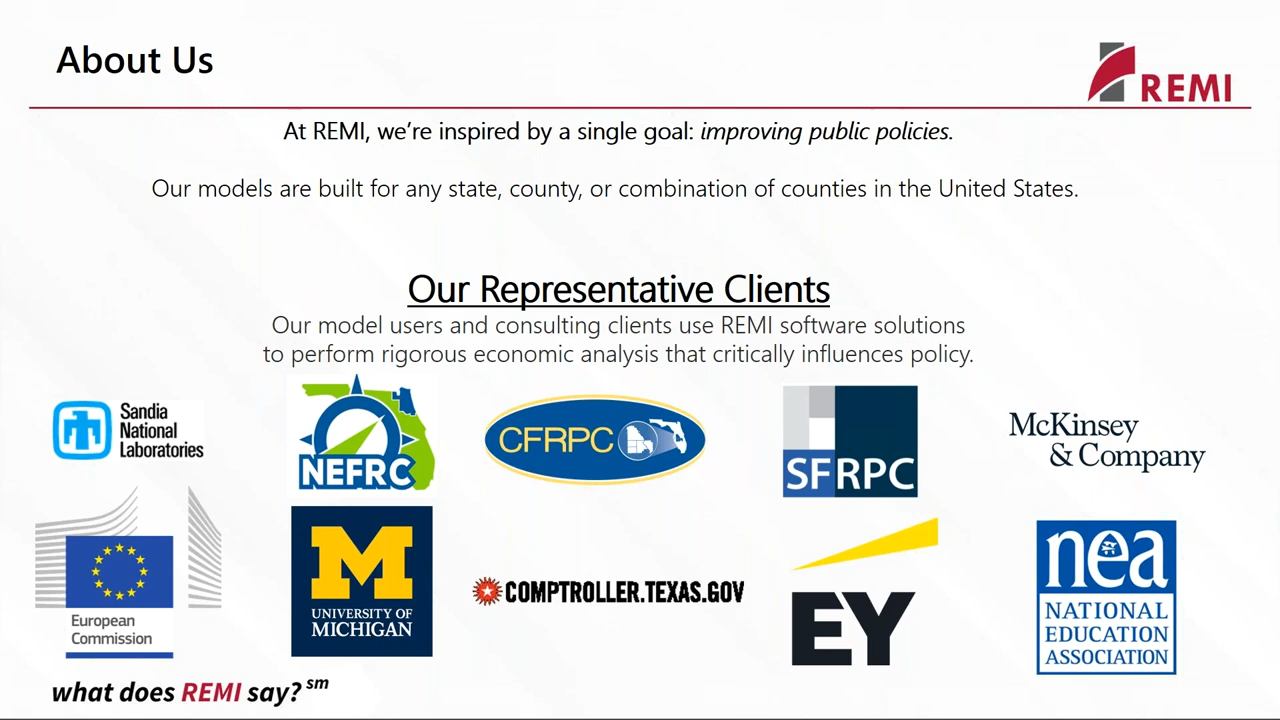 About Us
REMI
At REMI, we're inspired by a single goal: improving public policies.
Our models are built for any state, county, or combination of counties in the United States.
Our Representative Clients
Our model users and consulting clients use REMI software solutions
to perform rigorous economic analysis that critically influences policy.
Sandia
National
Laboratories
NEFRC
CFRPC
SFRPC
McKinsey
& Company
European
Commission
M
UNIVERSITY OF
MICHIGAN
COMPTROLLER.TEXAS.GOV
EY
nea
NATIONAL
EDUCATION
ASSOCIATION
what does REMI say? sm